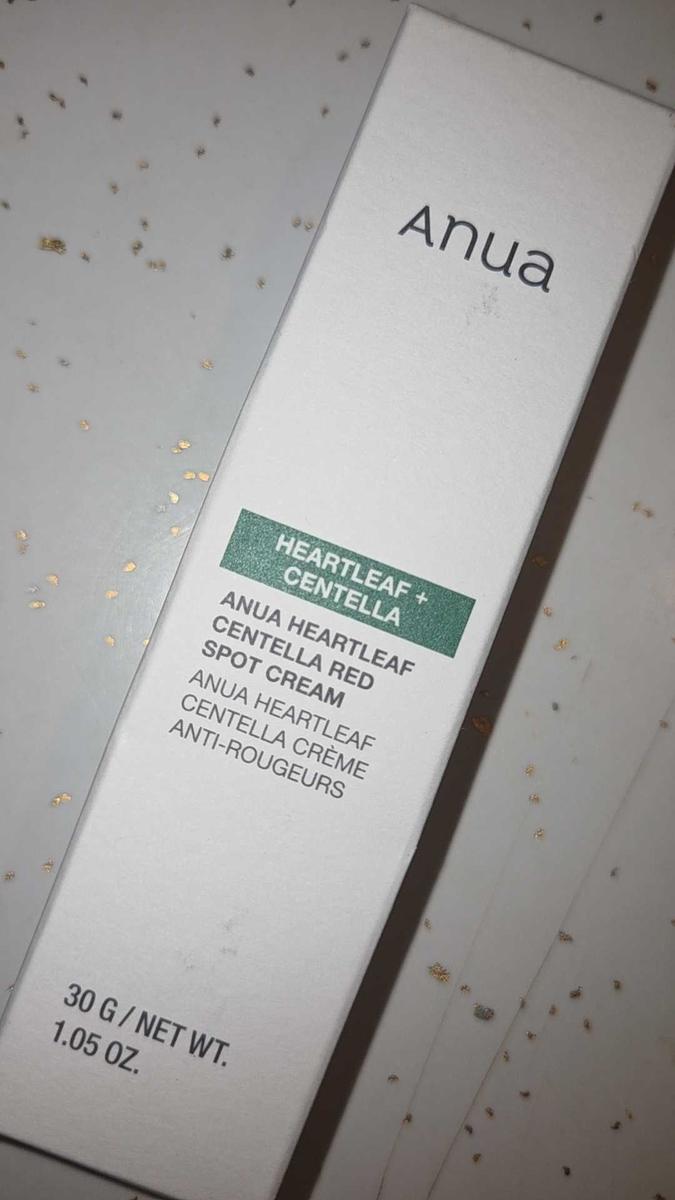 Anua
HEARTLEAF +
CENTELLA
ANUA HEARTLEAF
CENTELLA RED
SPOT CREAM
ANUA HEARTLEAF
CENTELLA CRÈME
ANTI-ROUGEURS
30 G / NET WT.
1.05 OZ.